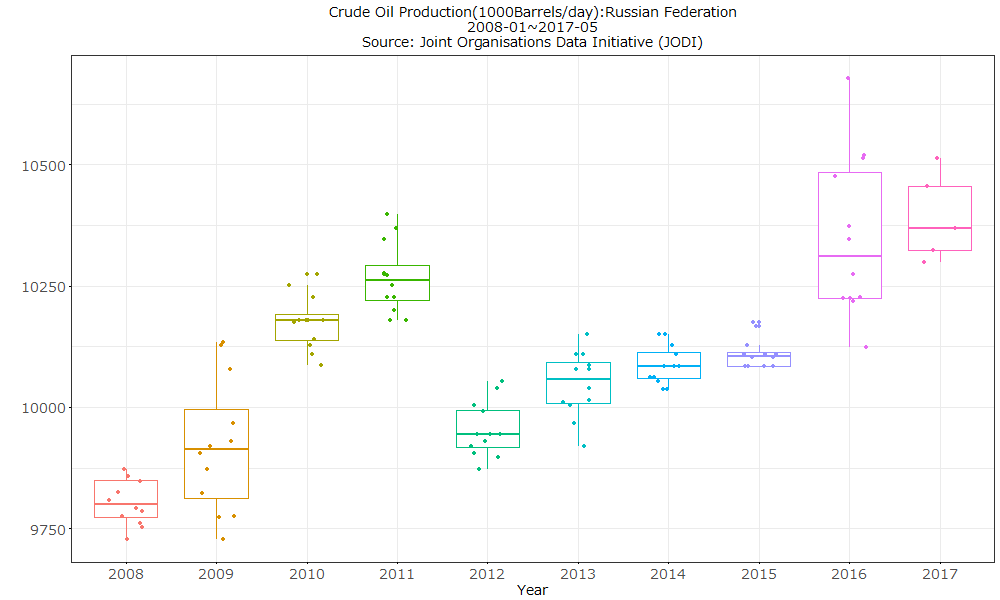 Crude Oil Production(1000Barrels/day):Russian Federation
2008-01~2017-05
Source: Joint Organisations Data Initiative (JODI)
10500
10250
10000
9750
2008 2009 2010 2011 2012 2013 2014 2015 2016 2017
Year